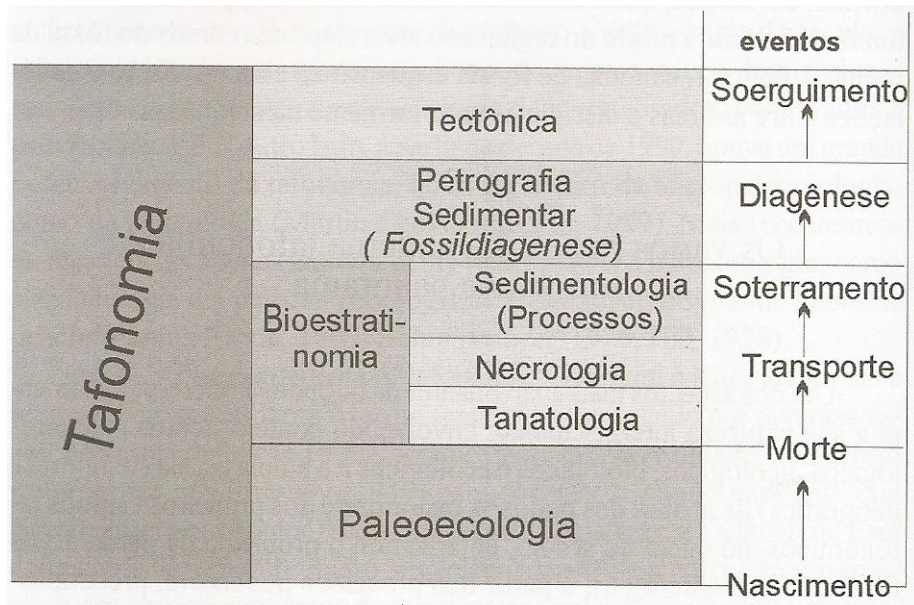 eventos
Tafonomia
Tectônica
Soerguimento
Petrografia
Sedimentar
(Fossildiagenese)
Diagênese
Bioestrati-
nomia
Sedimentologia
(Processos)
Soterramento
Necrologia
Transporte
Tanatologia
Morte
Paleoecologia
Nascimento